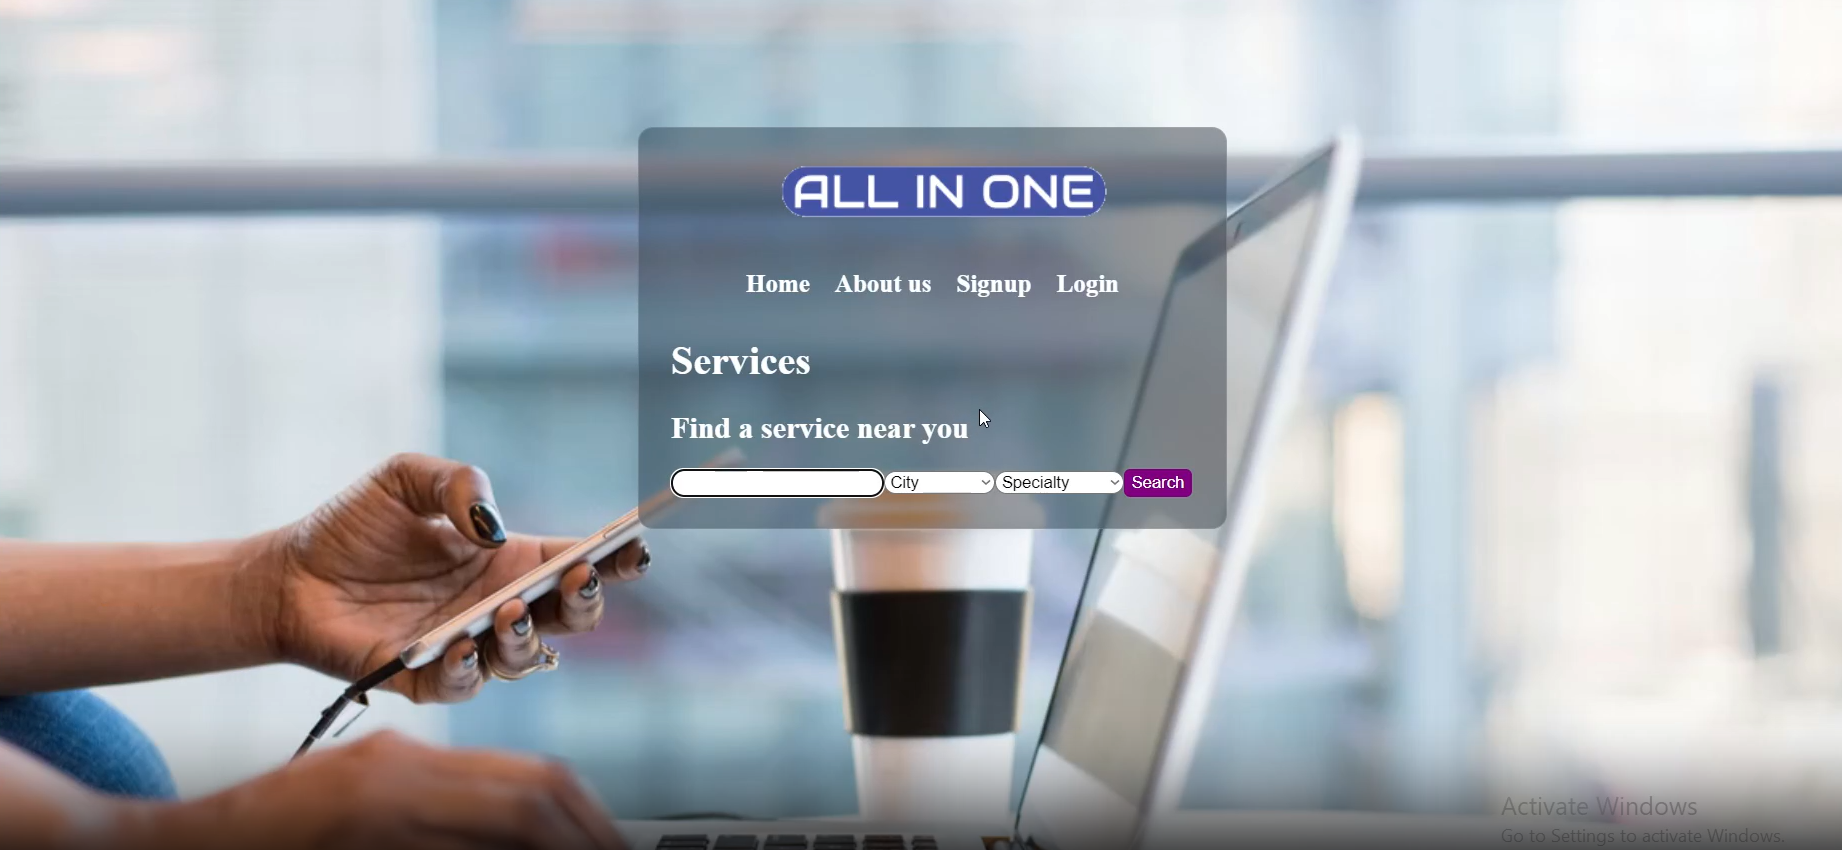 ALL IN ONE
Home About us Signup Login
Services
Find a service near you
City Specialty Search
Activate Windows
Go to Settings to activate Windows.